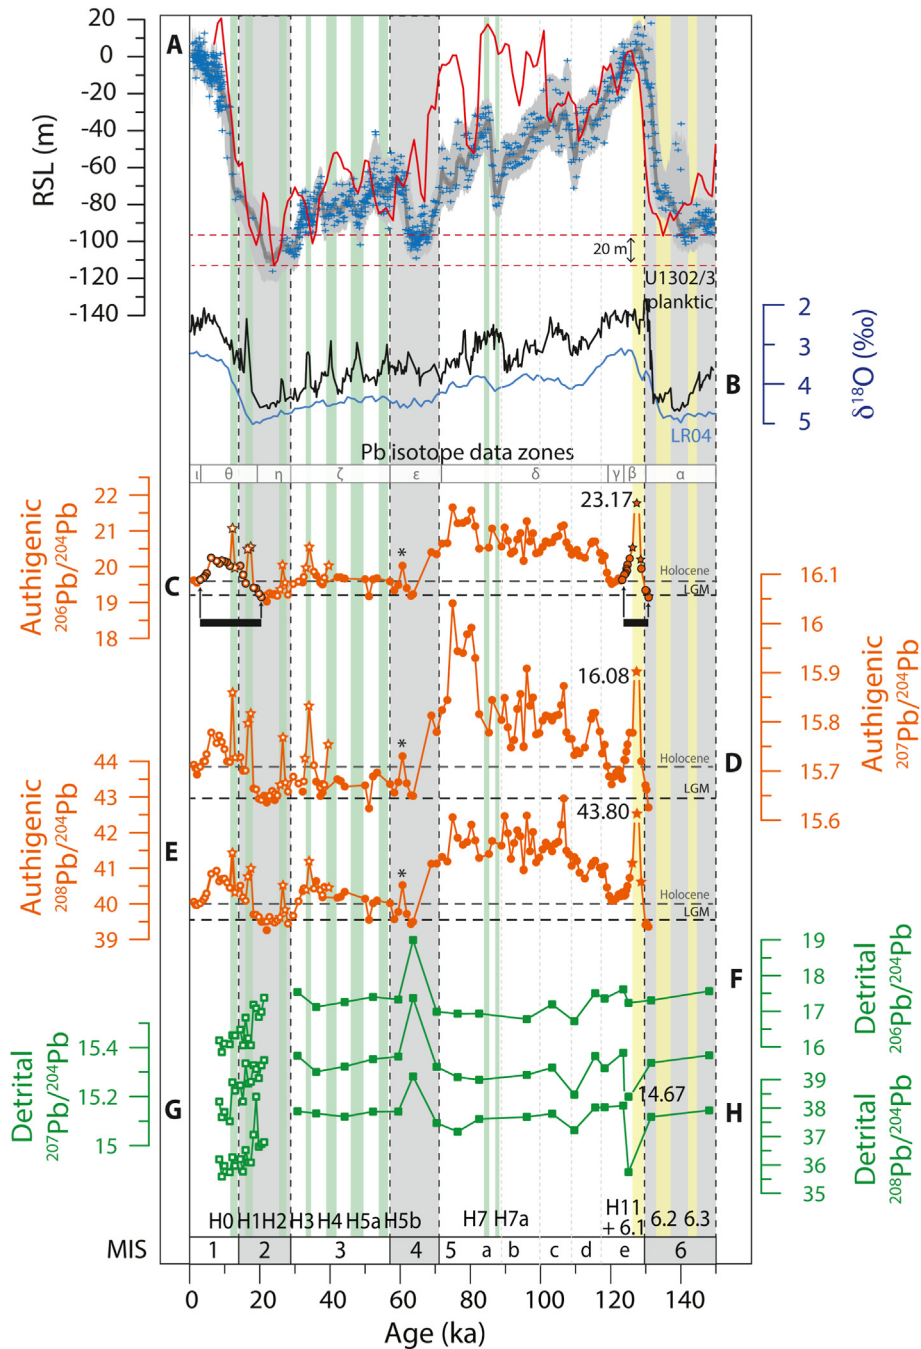 A
20
0
-20
-40
-60
-80
-100
-120
-140
RSL (m)
20 m
U1302/3
planktic
2
3
4
5
δ¹⁸O (‰)
B
LR04
Pb isotope data zones
ι θ η ζ ε δ γ β α
22
21
20
19
18
Authigenic
²⁰⁶Pb/²⁰⁴Pb
C
*
23.17
Holocene
LGM
16.1
16
15.9
15.8
15.7
15.6
Authigenic
²⁰⁷Pb/²⁰⁴Pb
16.08
*
Holocene
D
LGM
44
43
42
41
40
39
Authigenic
²⁰⁸Pb/²⁰⁴Pb
E
43.80
*
Holocene
LGM
F
19
18
17
16
Detrital
²⁰⁶Pb/²⁰⁴Pb
15.4
15.2
15
Detrital
²⁰⁷Pb/²⁰⁴Pb
G
14.67
H
39
38
37
36
35
Detrital
²⁰⁸Pb/²⁰⁴Pb
H0 H1 H2 H3 H4 H5a H5b H7 H7a H11 + 6.1 6.2 6.3
MIS 1 2 3 4 5 a b c d e 6
0 20 40 60 80 100 120 140
Age (ka)